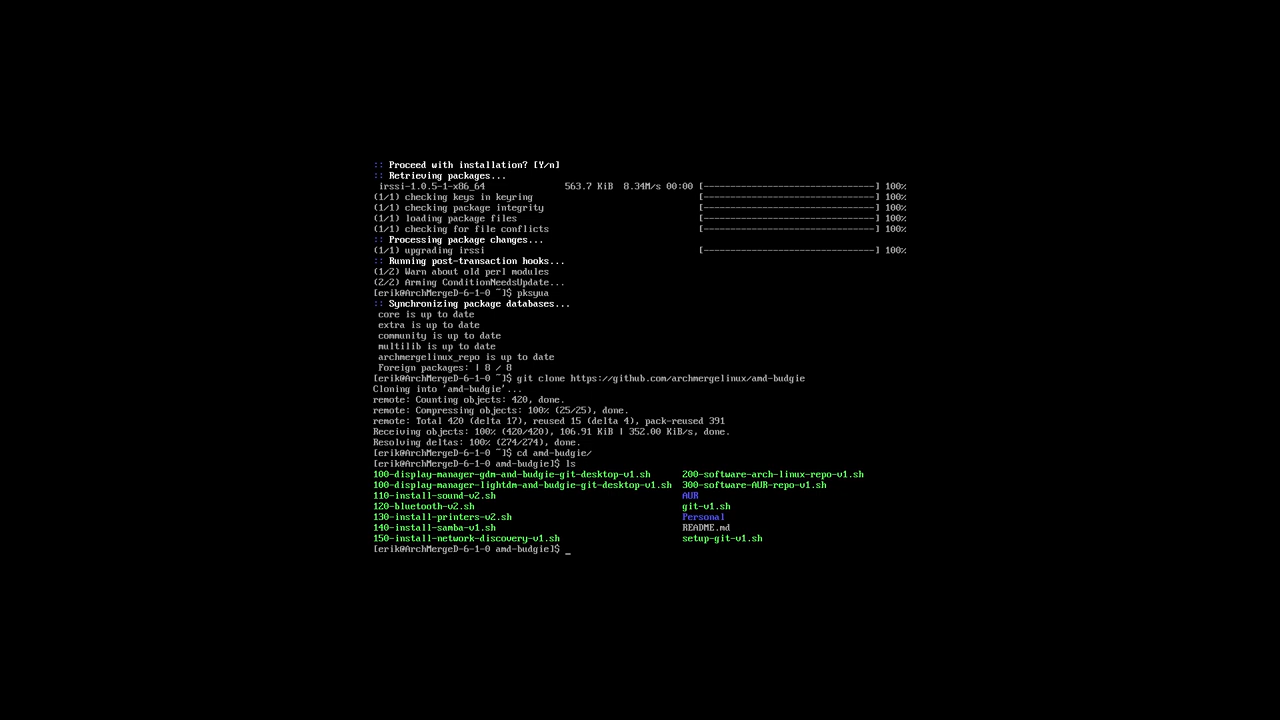 :: Proceed with installation? [Y/n]
:: Retrieving packages...
irssi-1.0.5-1-x86_64 563.7 KiB 8.34M/s 00:00 [--------------------------------] 100%
(1/1) checking keys in keyring [--------------------------------] 100%
(1/1) checking package integrity [--------------------------------] 100%
(1/1) loading package files [--------------------------------] 100%
(1/1) checking for file conflicts [--------------------------------] 100%
:: Processing package changes...
(1/1) upgrading irssi [--------------------------------] 100%
:: Running post-transaction hooks...
(1/2) Warn about old perl modules
(2/2) Arming ConditionNeedsUpdate...
[erik@ArchMergeD-6-1-0 ~]$ pksyua
:: Synchronizing package databases...
core is up to date
extra is up to date
community is up to date
multilib is up to date
archmergelinux_repo is up to date
Foreign packages: | 8 / 8
[erik@ArchMergeD-6-1-0 ~]$ git clone https://github.com/archmergelinux/amd-budgie
Cloning into 'amd-budgie'...
remote: Counting objects: 420, done.
remote: Compressing objects: 100% (25/25), done.
remote: Total 420 (delta 17), reused 15 (delta 4), pack-reused 391
Receiving objects: 100% (420/420), 106.91 KiB | 352.00 KiB/s, done.
Resolving deltas: 100% (274/274), done.
[erik@ArchMergeD-6-1-0 ~]$ cd amd-budgie/
[erik@ArchMergeD-6-1-0 amd-budgie]$ ls
100-display-manager-gdm-and-budgie-git-desktop-v1.sh 200-software-arch-linux-repo-v1.sh
100-display-manager-lightdm-and-budgie-git-desktop-v1.sh 300-software-AUR-repo-v1.sh
110-install-sound-v2.sh AUR
120-bluetooth-v2.sh git-v1.sh
130-install-printers-v2.sh Personal
140-install-samba-v1.sh README.md
150-install-network-discovery-v1.sh setup-git-v1.sh
[erik@ArchMergeD-6-1-0 amd-budgie]$ _